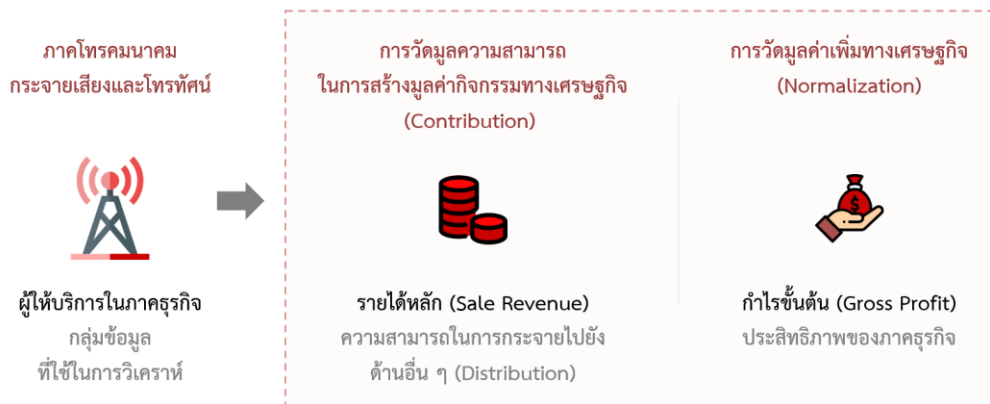 ภาคโทรคมนาคม
กระจายเสียงและโทรทัศน์
ผู้ให้บริการในภาคธุรกิจ
กลุ่มข้อมูล
ที่ใช้ในการวิเคราห์
การวัดมูลความสามารถ
ในการสร้างมูลค่ากิจกรรมทางเศรษฐกิจ
(Contribution)
รายได้หลัก (Sale Revenue)
ความสามารถในการกระจายไปยัง
ด้านอื่น ๆ (Distribution)
การวัดมูลค่าเพิ่มทางเศรษฐกิจ
(Normalization)
$
กำไรขั้นต้น (Gross Profit)
ประสิทธิภาพของภาคธุรกิจ